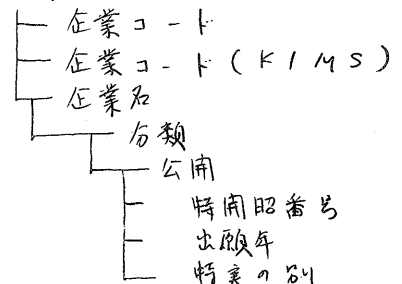 企業コード
企業コード(KIMS)
企業名
分類
公開
特開昭番号
出願年
特実の別